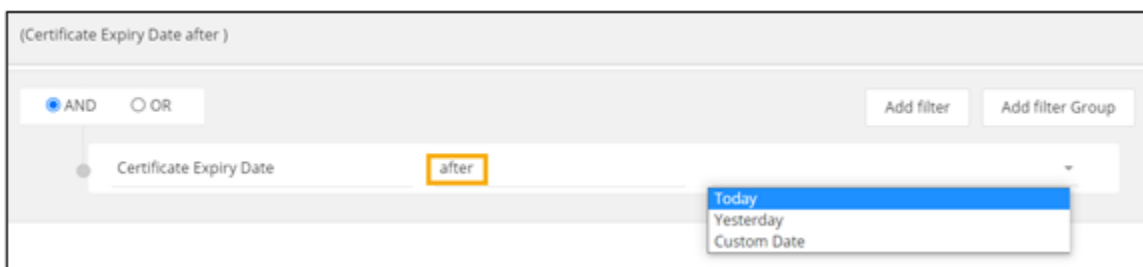 (Certificate Expiry Date after )
AND OR Add filter Add filter Group
Certificate Expiry Date after
Today
Yesterday
Custom Date